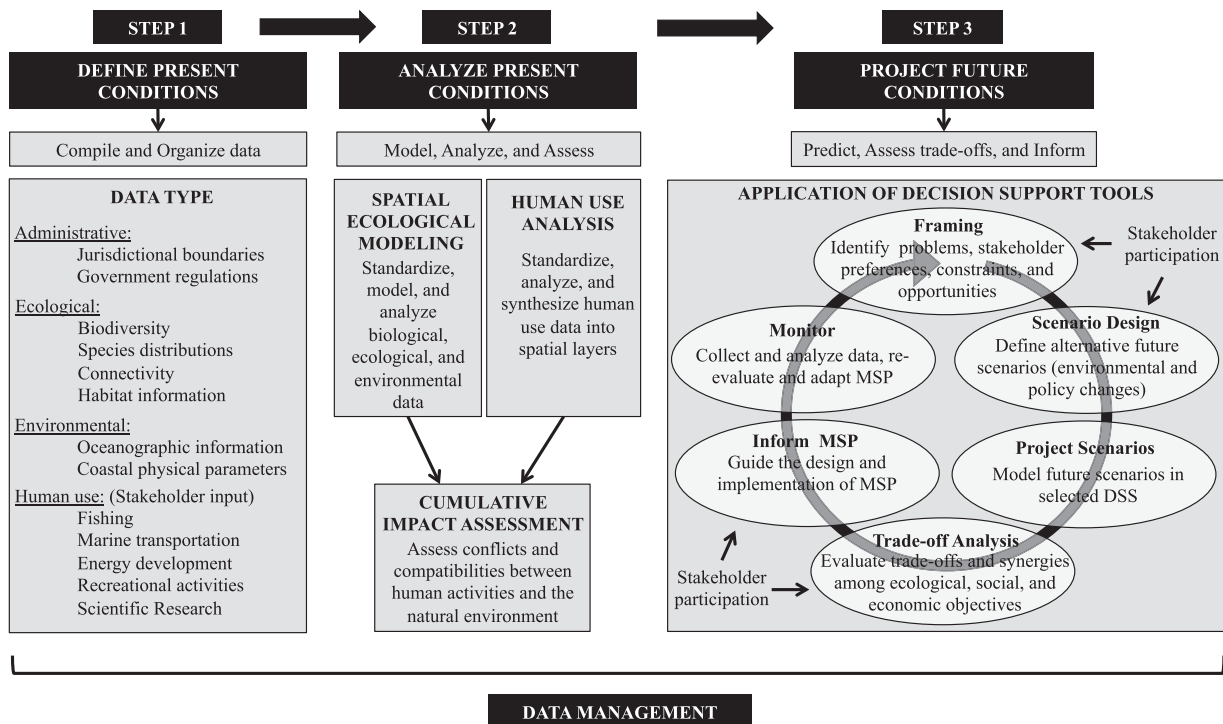 STEP 1
STEP 2
STEP 3
DEFINE PRESENT
CONDITIONS
ANALYZE PRESENT
CONDITIONS
PROJECT FUTURE
CONDITIONS
Compile and Organize data
Model, Analyze, and Assess
Predict, Assess trade-offs, and Inform
DATA TYPE
Administrative:
Jurisdictional boundaries
Government regulations
Ecological:
Biodiversity
Species distributions
Connectivity
Habitat information
Environmental:
Oceanographic information
Coastal physical parameters
Human use: (Stakeholder input)
Fishing
Marine transportation
Energy development
Recreational activities
Scientific Research
SPATIAL
ECOLOGICAL
MODELING
Standardize,
model, and
analyze
biological,
ecological, and
environmental
data
HUMAN USE
ANALYSIS
Standardize,
analyze, and
synthesize human
use data into
spatial layers
CUMULATIVE
IMPACT ASSESSMENT
Assess conflicts and
compatibilities between
human activities and the
natural environment
APPLICATION OF DECISION SUPPORT TOOLS
Framing
Identify problems, stakeholder
preferences, constraints, and
opportunities
Stakeholder
participation
Scenario Design
Define alternative future
scenarios (environmental and
policy changes)
Project Scenarios
Model future scenarios in
selected DSS
Trade-off Analysis
Evaluate trade-offs and synergies
among ecological, social, and
economic objectives
Stakeholder
participation
Inform MSP
Guide the design and
implementation of MSP
Monitor
Collect and analyze data, re-
evaluate and adapt MSP
DATA MANAGEMENT